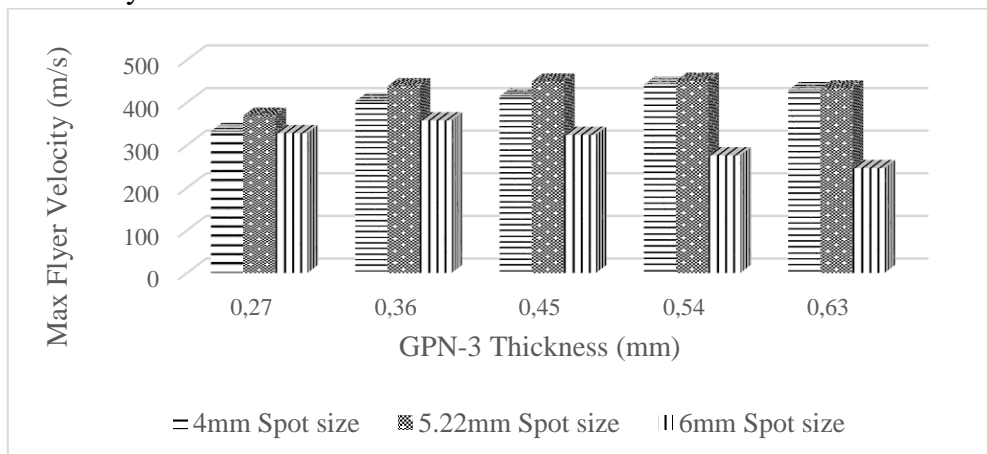 Max Flyer Velocity (m/s)
500
400
300
200
100
0
0,27 0,36 0,45 0,54 0,63
GPN-3 Thickness (mm)
4mm Spot size 5.22mm Spot size 6mm Spot size